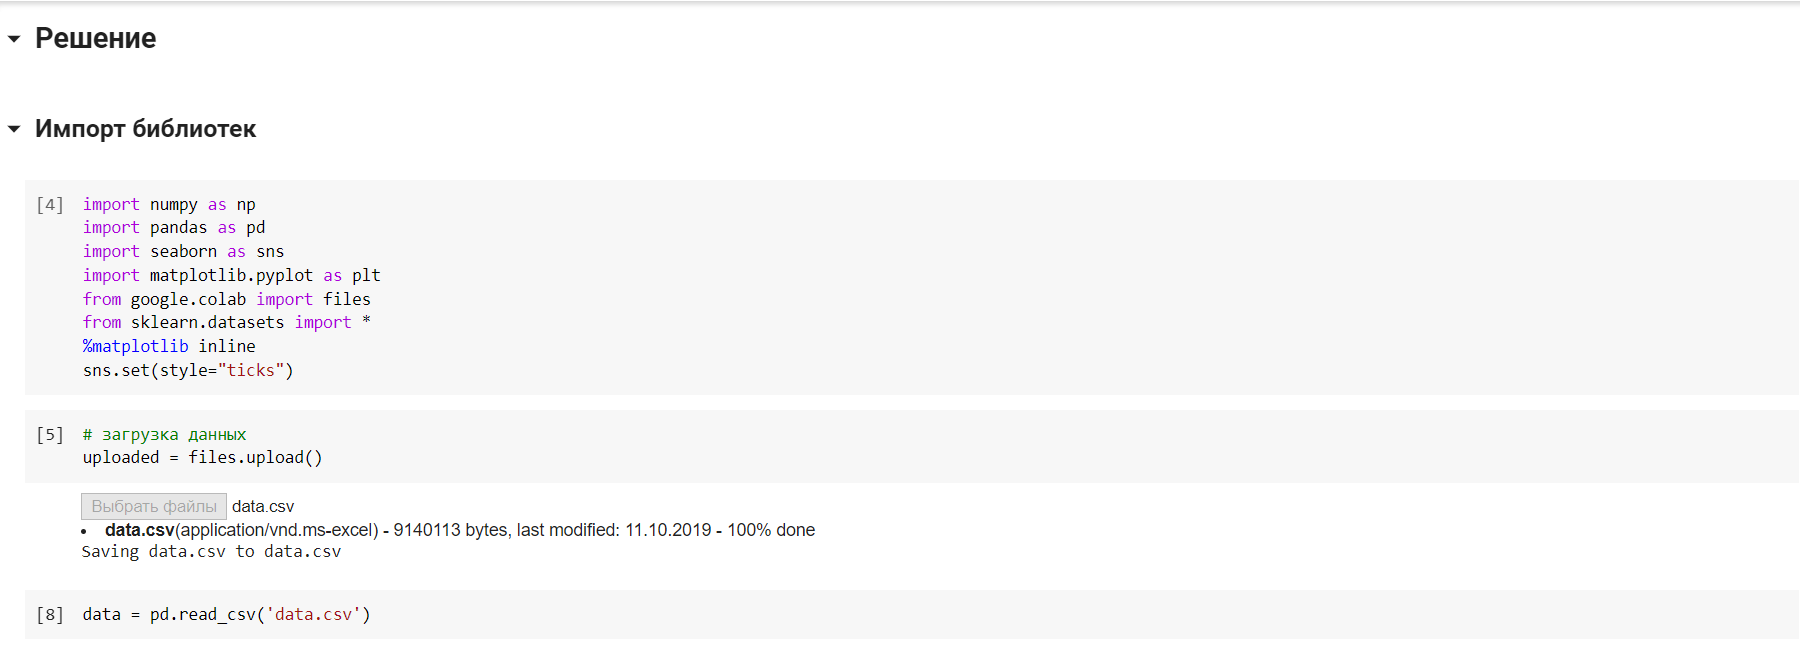 Решение
Импорт библиотек
[4] import numpy as np
import pandas as pd
import seaborn as sns
import matplotlib.pyplot as plt
from google.colab import files
from sklearn.datasets import *
%matplotlib inline
sns.set(style="ticks")
[5] # загрузка данных
uploaded = files.upload()
Выбрать файлы data.csv
• data.csv(application/vnd.ms-excel) - 9140113 bytes, last modified: 11.10.2019 - 100% done
Saving data.csv to data.csv
[8] data = pd.read_csv('data.csv')